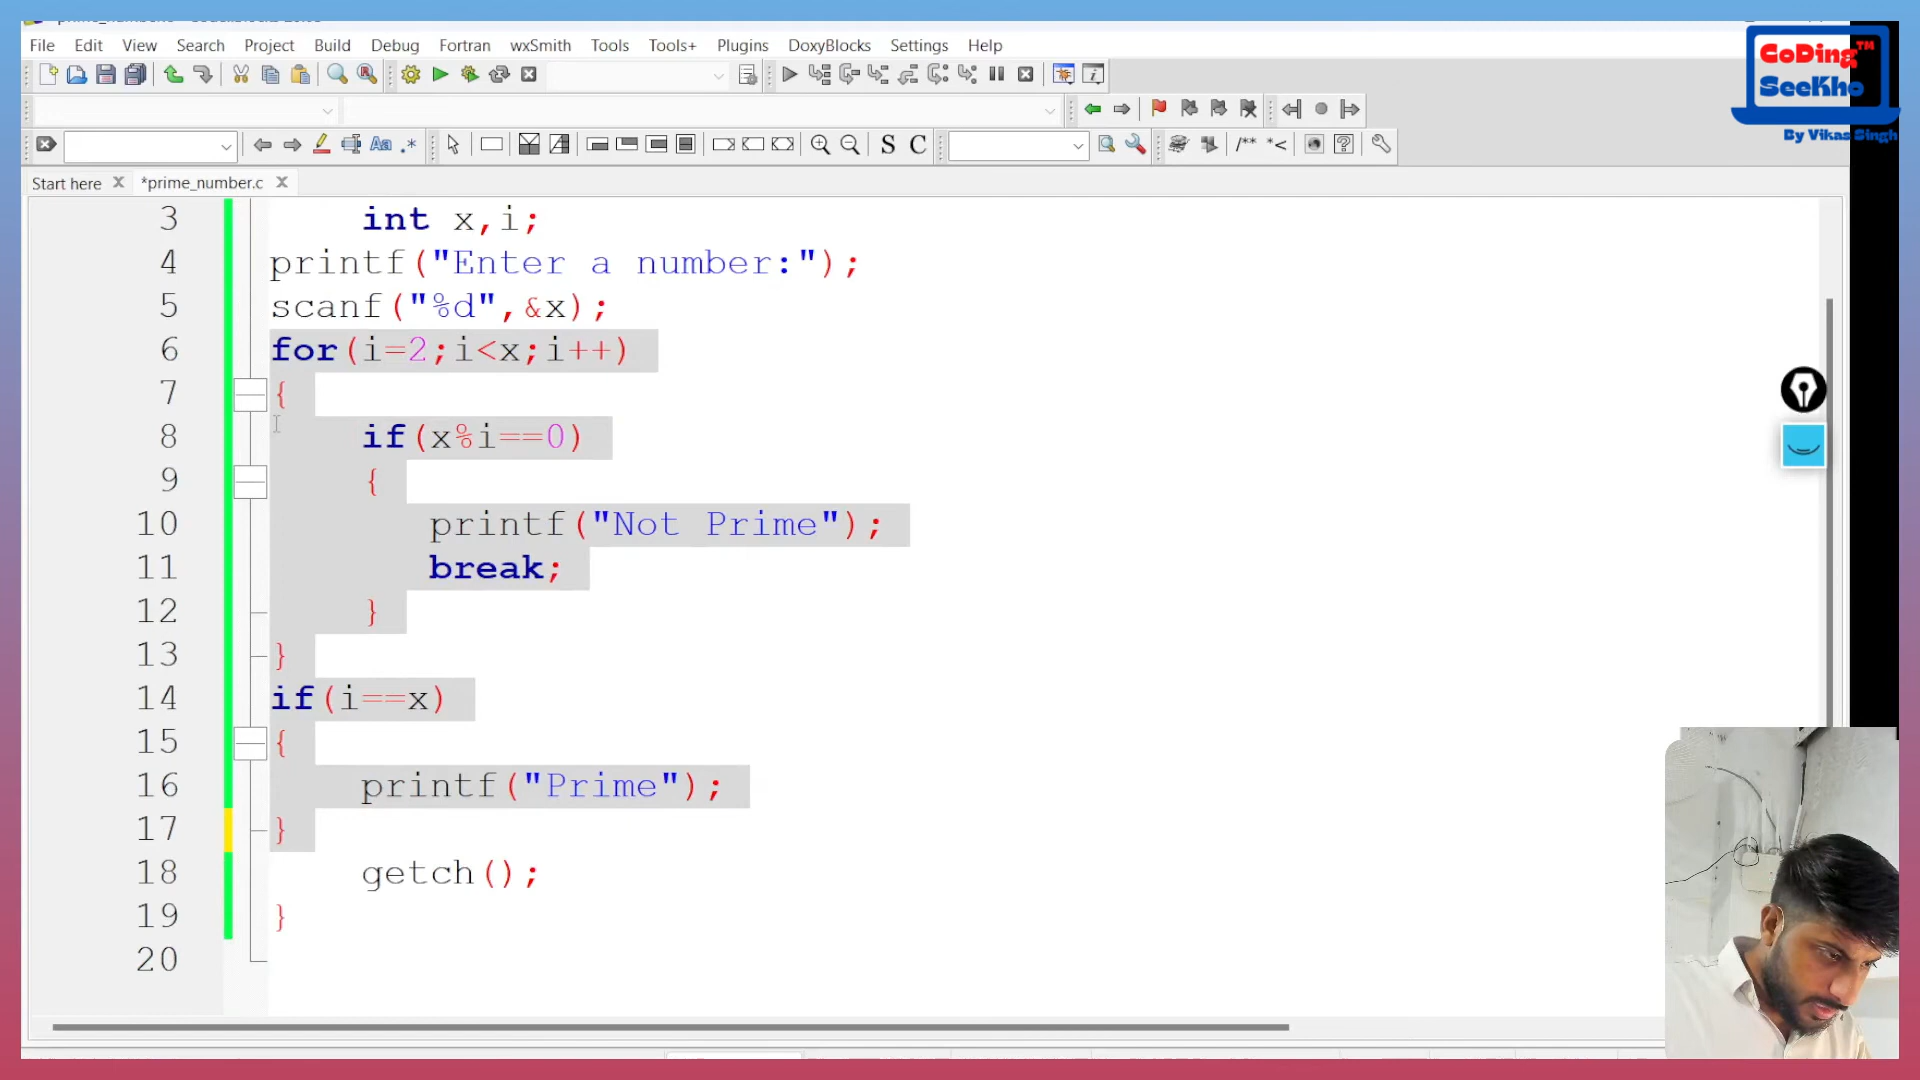 File Edit View Search Project Build Debug Fortran wxSmith Tools Tools+ Plugins DoxyBlocks Settings Help
CoDing™
SeeKho
By Vikas Singh
Start here
*prime_number.c
3 int x,i;
4 printf("Enter a number:");
5 scanf("%d",&x);
6 for(i=2;i<x;i++)
7 {
8 if(x%i==0)
9 {
10 printf("Not Prime");
11 break;
12 }
13 }
14 if(i==x)
15 {
16 printf("Prime");
17 }
18 getch();
19 }
20